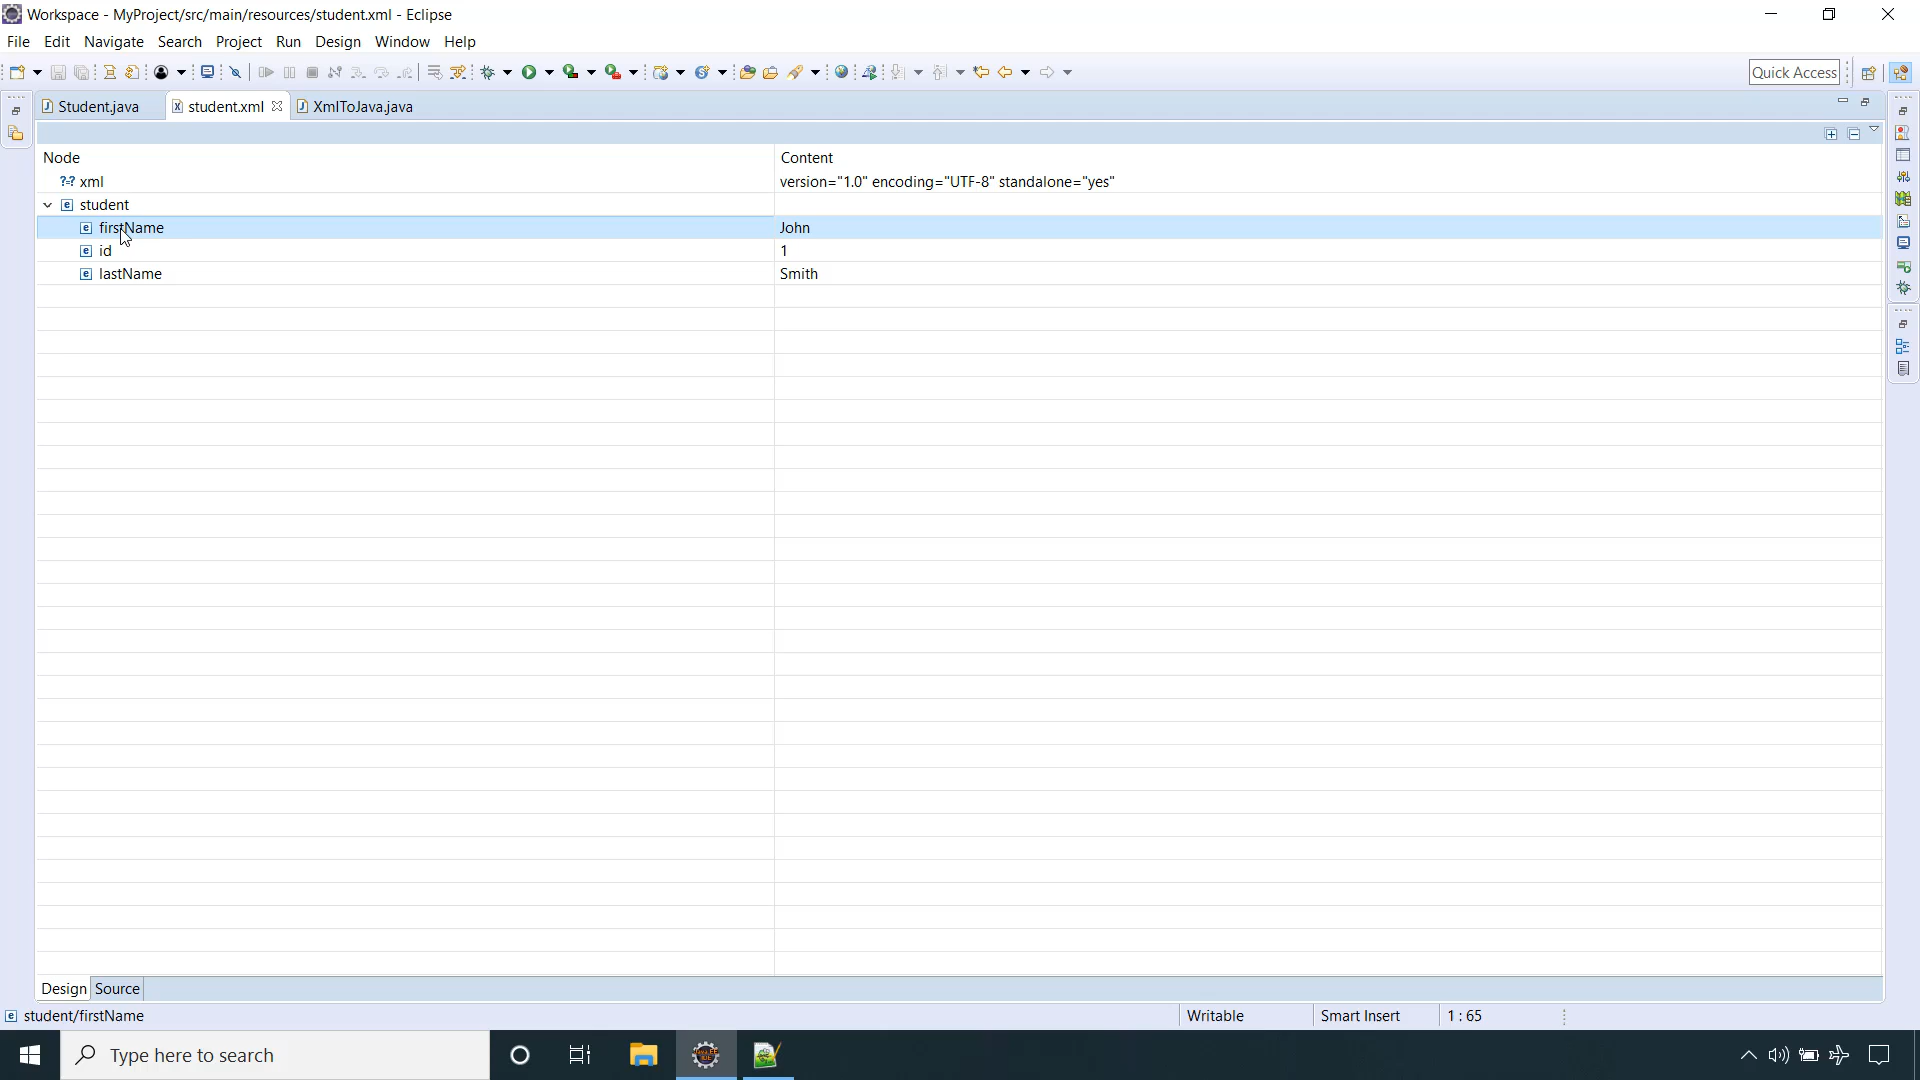 Workspace - MyProject/src/main/resources/student.xml - Eclipse
File Edit Navigate Search Project Run Design Window Help
Quick Access
Student.java student.xml XmlToJava.java
Node Content
xml version="1.0" encoding="UTF-8" standalone="yes"
student
firstName John
id 1
lastName Smith
Design Source
student/firstName Writable Smart Insert 1 : 65
Type here to search